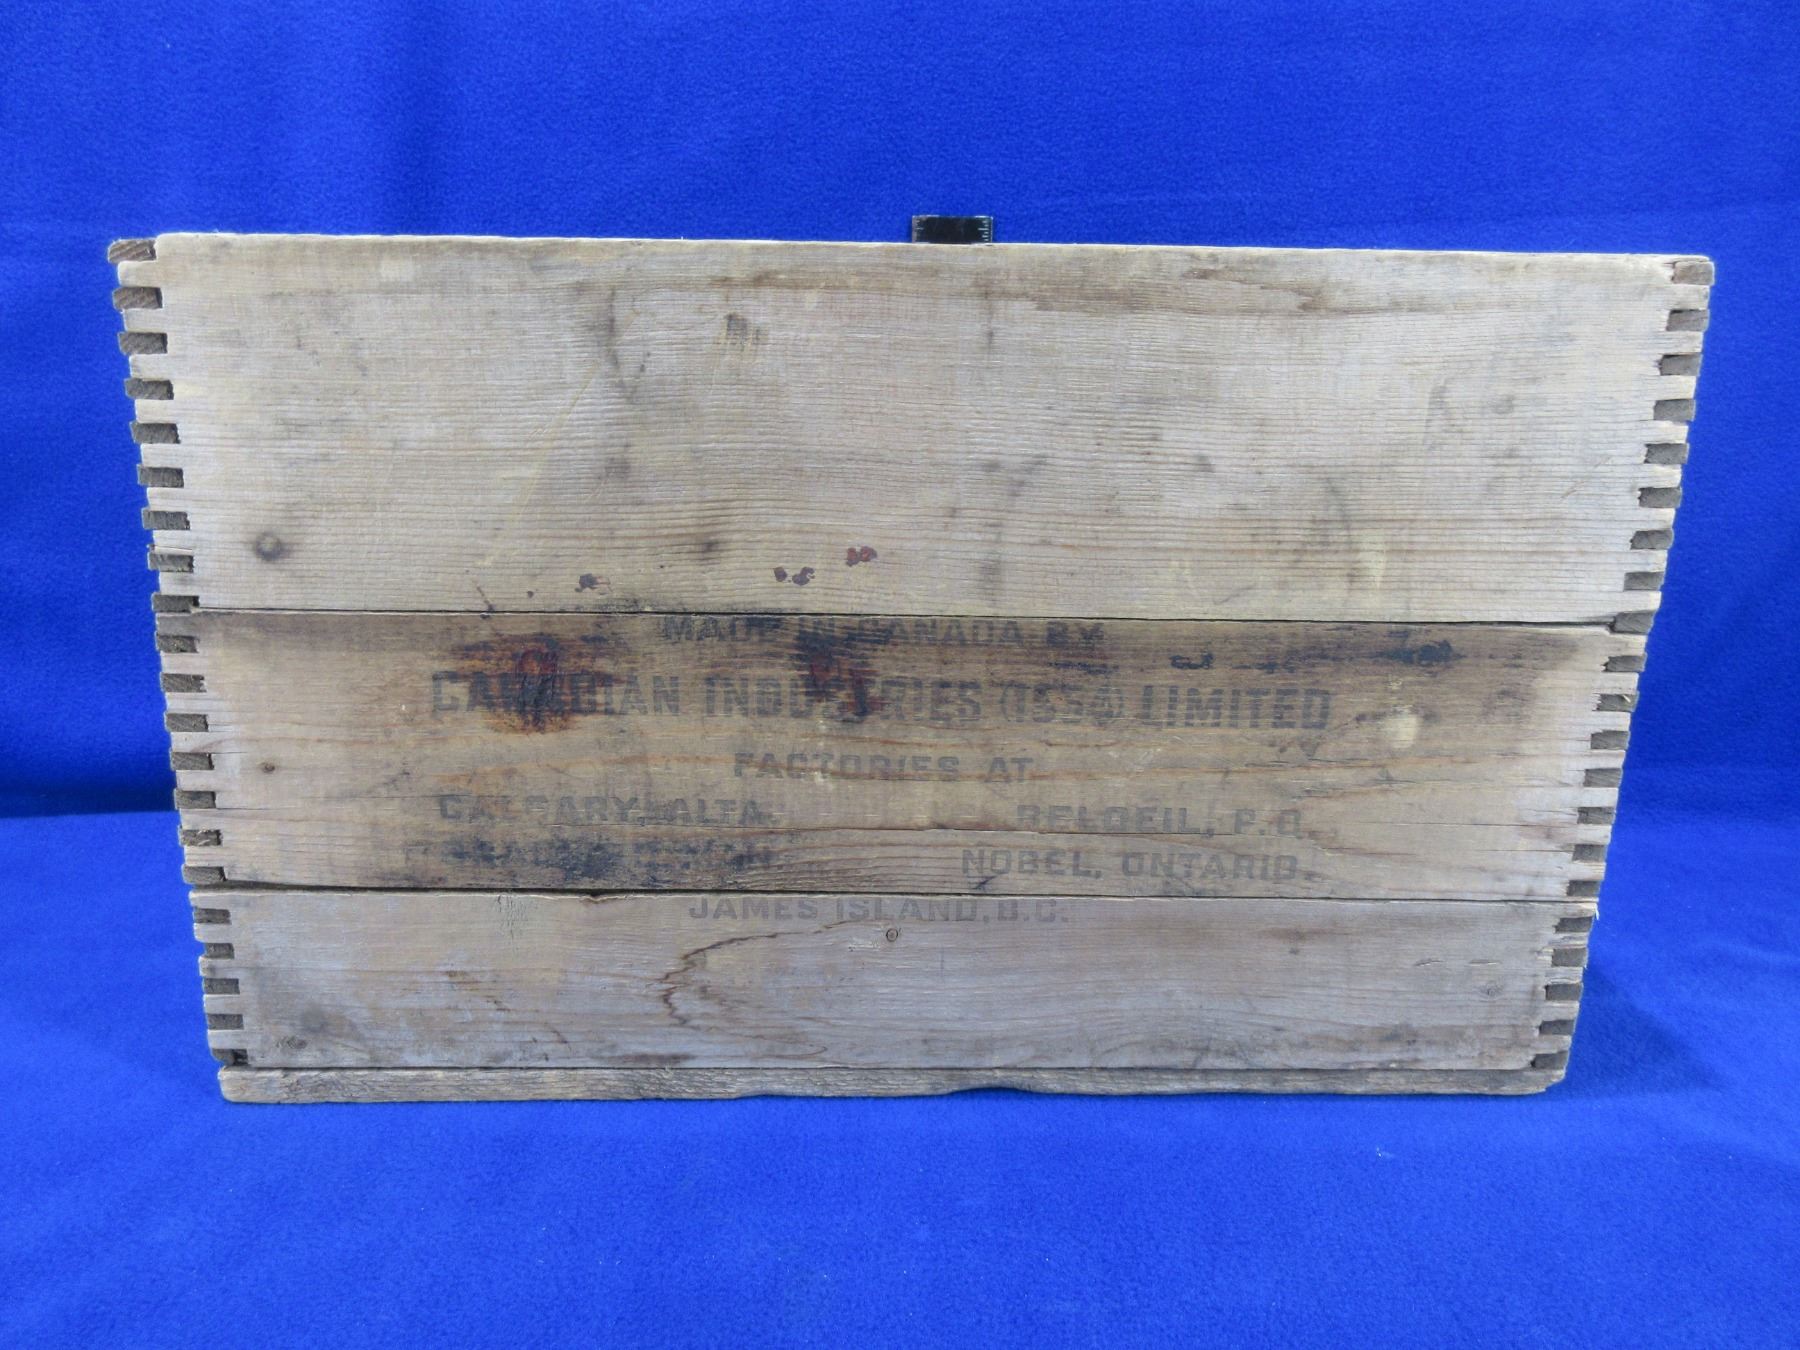 MADE IN CANADA BY
CANADIAN INDUSTRIES (1954) LIMITED
FACTORIES AT
CALGARY, ALTA. BELOEIL, P.Q.
NOBEL, ONTARIO.
JAMES ISLAND, B.C.